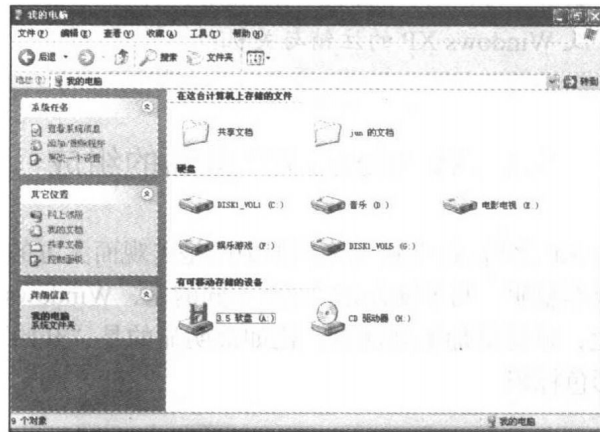 我的电脑
文件(F) 编辑(E) 查看(V) 收藏(A) 工具(T) 帮助(H)
后退 搜索 文件夹
地址(D) 我的电脑 转到
系统任务
查看系统信息
添加/删除程序
更改一个设置
其它位置
网上邻居
我的文档
共享文档
控制面板
详细信息
我的电脑
系统文件夹
在这台计算机上存储的文件
共享文档 jun 的文档
硬盘
DISK1_VOL1 (C:) 音乐 (D:) 电影电视 (E:)
娱乐游戏 (F:) DISK1_VOL5 (G:)
有可移动存储的设备
3.5 软盘 (A:) CD 驱动器 (H:)
9 个对象 我的电脑